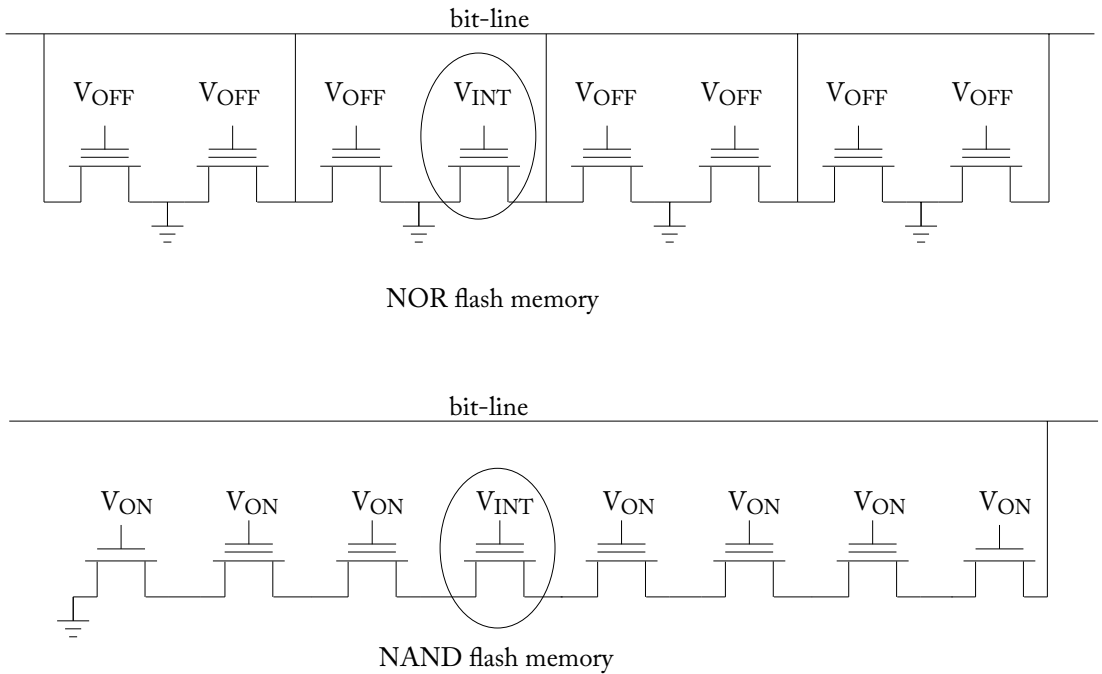 bit-line
VOFF VOFF VOFF VINT VOFF VOFF VOFF VOFF
NOR flash memory
bit-line
VON VON VON VINT VON VON VON VON
NAND flash memory